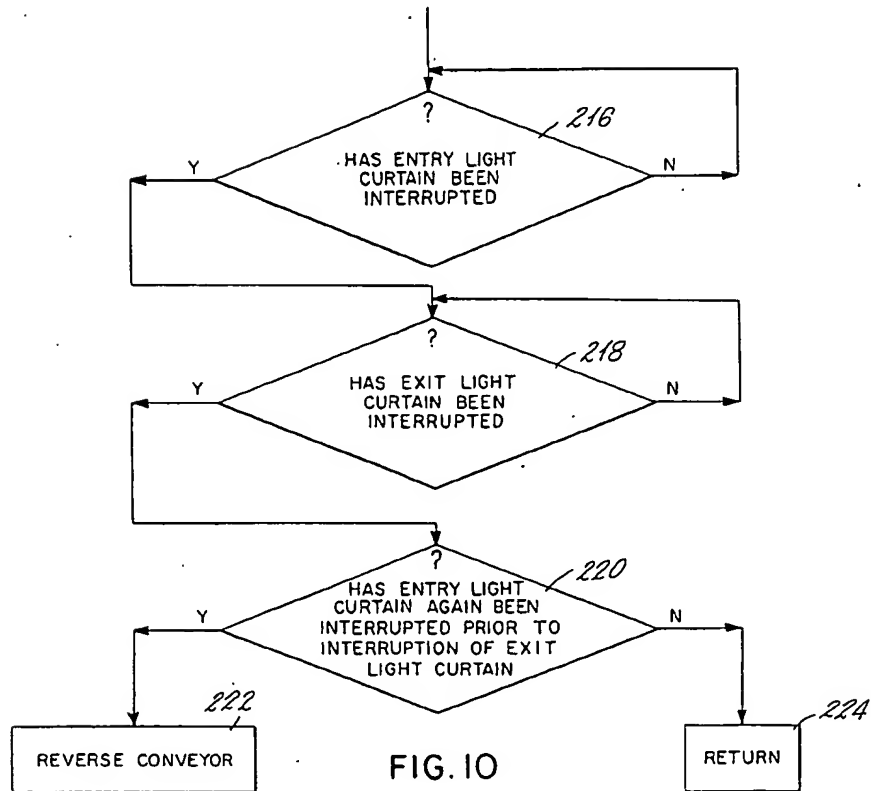 ?
216
HAS ENTRY LIGHT
CURTAIN BEEN
INTERRUPTED
Y
N
?
218
HAS EXIT LIGHT
CURTAIN BEEN
INTERRUPTED
Y
N
?
220
HAS ENTRY LIGHT
CURTAIN AGAIN BEEN
INTERRUPTED PRIOR TO
INTERRUPTION OF EXIT
LIGHT CURTAIN
Y
N
222
REVERSE CONVEYOR
224
RETURN
FIG. 10